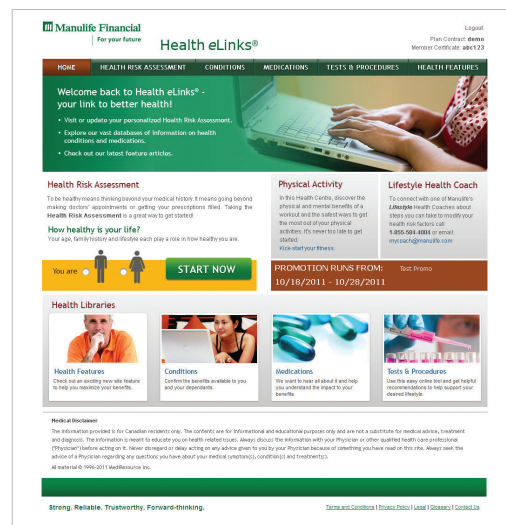 Manulife Financial
For your future
Health eLinks®
Logout
Plan Contract: demo
Member Certificate: abc123
HOME
HEALTH RISK ASSESSMENT
CONDITIONS
MEDICATIONS
TESTS & PROCEDURES
HEALTH FEATURES
Welcome back to Health eLinks® -
your link to better health!
• Visit or update your personalized Health Risk Assessment.
• Explore our vast databases of information on health
conditions and medications.
• Check out our latest feature articles.
Health Risk Assessment
To be healthy means thinking beyond your medical history. It means going beyond
making doctors' appointments or getting your prescriptions filled. Taking the
Health Risk Assessment is a great way to get started!
How healthy is your life?
Your age, family history and lifestyle each play a role in how healthy you are.
You are
START NOW
Physical Activity
In this Health Centre, discover the
physical and mental benefits of a
workout and the safest ways to get
the most out of your physical
activities. It's never too late to get
started.
Kick-start your fitness.
Lifestyle Health Coach
To connect with one of Manulife's
Lifestyle Health Coaches about
steps you can take to modify your
health risk factors call
1-855-584-4804 or email
mycoach@manulife.com
PROMOTION RUNS FROM:
Test Promo
10/18/2011 - 10/28/2011
Health Libraries
Health Features
Check out an exciting new site feature
to help you maximize your benefits.
Conditions
Confirm the benefits available to you
and your dependants.
Medications
We want to hear all about it and help
you understand the impact to your
benefits.
Tests & Procedures
Use this easy online tool and get helpful
recommendations to help support your
desired lifestyle.
Medical Disclaimer
The information provided is for Canadian residents only. The contents are for informational and educational purposes only and are not a substitute for medical advice, treatment
and diagnosis. The information is meant to educate you on health related issues. Always discuss the information with your Physician or other qualified health care professional
("Physician") before acting on it. Never disregard or delay acting on any advice given to you by your Physician because of something you have read on this site. Always seek the
advice of a Physician regarding any questions you have about your medical symptom(s), condition(s) and treatment(s).
All material © 1996-2011 MediResource Inc.
Strong. Reliable. Trustworthy. Forward-thinking.
Terms and Conditions | Privacy Policy | Legal | Glossary | Contact Us